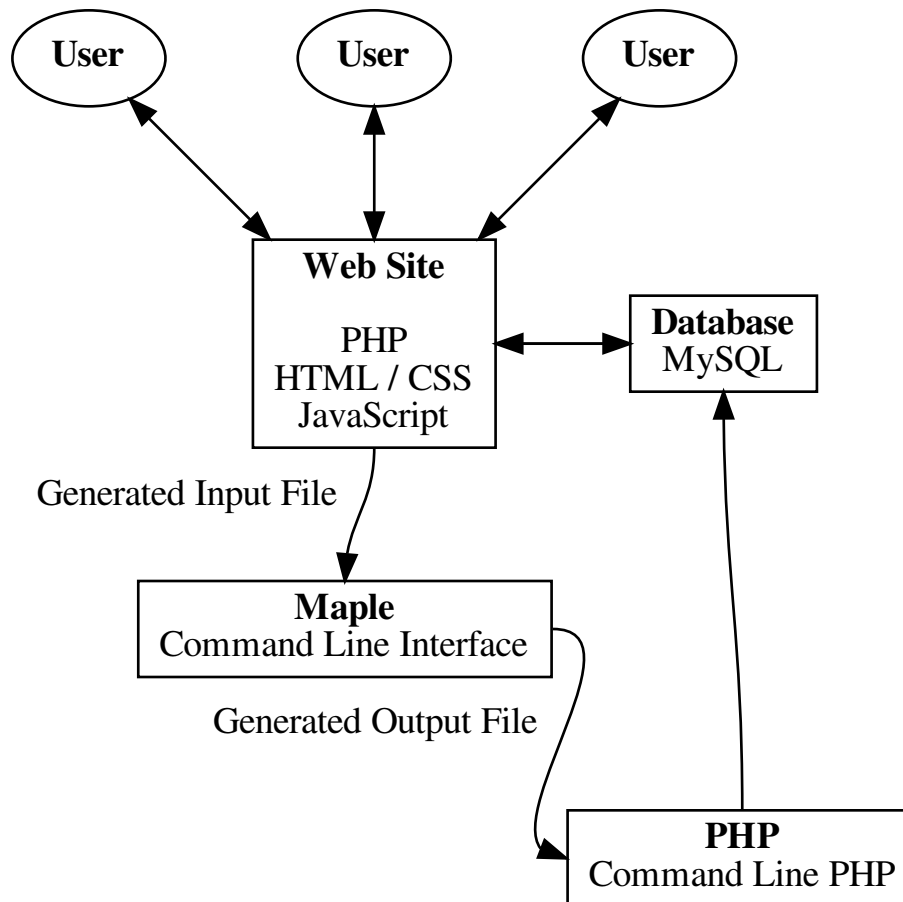 User
User
User
Web Site
PHP
HTML / CSS
JavaScript
Database
MySQL
Generated Input File
Maple
Command Line Interface
Generated Output File
PHP
Command Line PHP